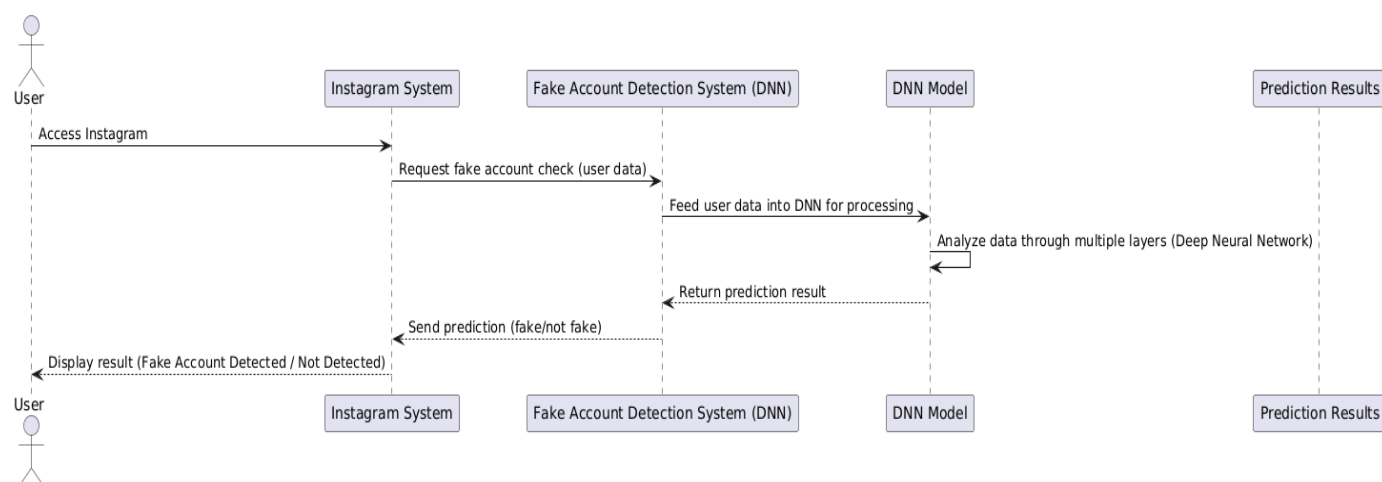 User
Instagram System
Fake Account Detection System (DNN)
DNN Model
Prediction Results
Access Instagram
Request fake account check (user data)
Feed user data into DNN for processing
Analyze data through multiple layers (Deep Neural Network)
Return prediction result
Send prediction (fake/not fake)
Display result (Fake Account Detected / Not Detected)
User
Instagram System
Fake Account Detection System (DNN)
DNN Model
Prediction Results